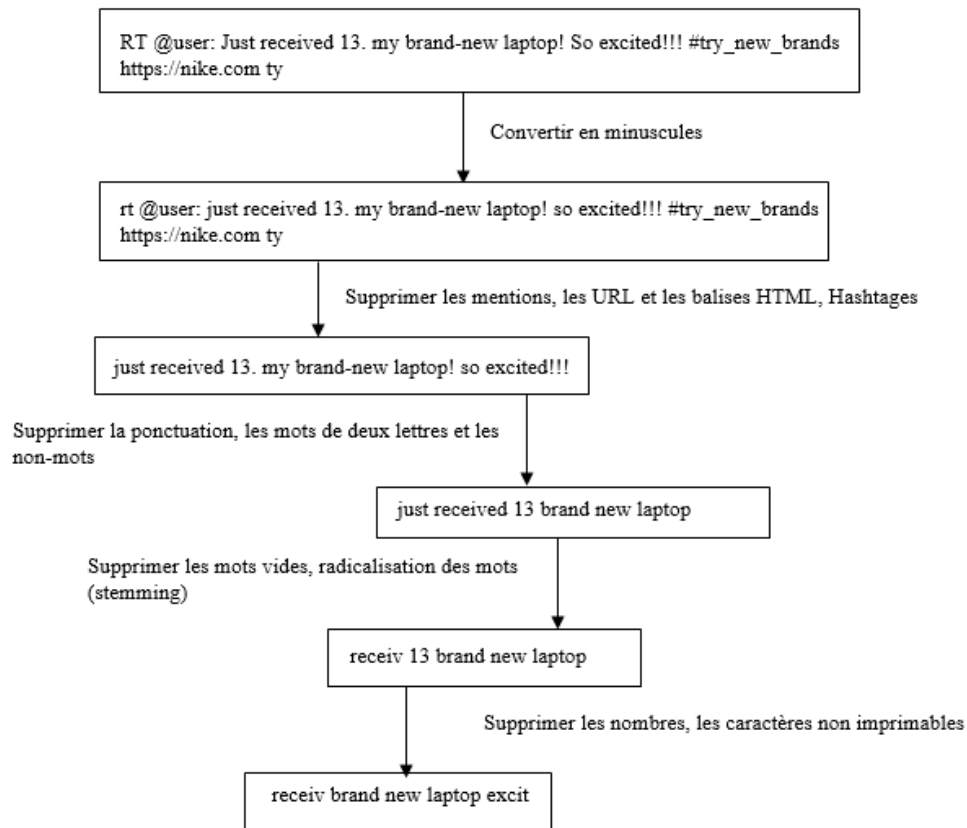 RT @user: Just received 13. my brand-new laptop! So excited!!! #try_new_brands
https://nike.com ty
Convertir en minuscules
rt @user: just received 13. my brand-new laptop! so excited!!! #try_new_brands
https://nike.com ty
Supprimer les mentions, les URL et les balises HTML, Hashtages
just received 13. my brand-new laptop! so excited!!!
Supprimer la ponctuation, les mots de deux lettres et les
non-mots
just received 13 brand new laptop
Supprimer les mots vides, radicalisation des mots
(stemming)
receiv 13 brand new laptop
Supprimer les nombres, les caractères non imprimables
receiv brand new laptop excit